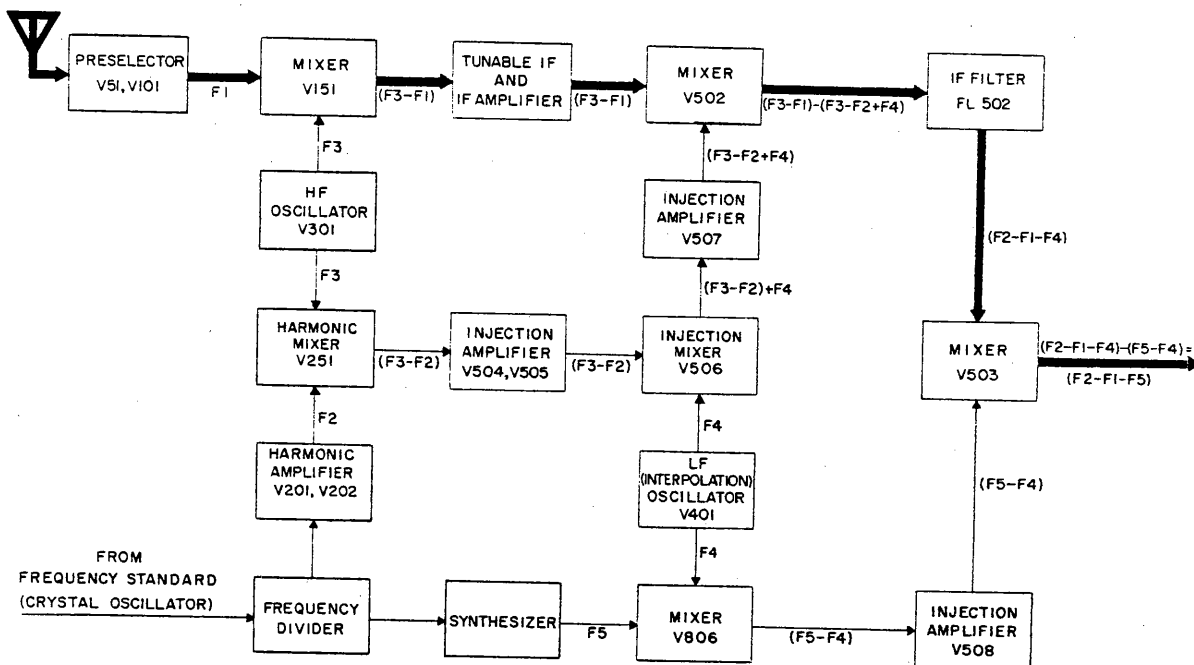 PRESELECTOR
V51, V101
F1
MIXER
V151
(F3-F1)
TUNABLE IF
AND
IF AMPLIFIER
(F3-F1)
MIXER
V502
(F3-F1)-(F3-F2+F4)
IF FILTER
FL 502
F3
(F3-F2+F4)
HF
OSCILLATOR
V301
INJECTION
AMPLIFIER
V507
(F2-F1-F4)
F3
(F3-F2)+F4
HARMONIC
MIXER
V251
(F3-F2)
INJECTION
AMPLIFIER
V504, V505
(F3-F2)
INJECTION
MIXER
V506
MIXER
V503
(F2-F1-F4)-(F5-F4)=
(F2-F1-F5)
F2
F4
HARMONIC
AMPLIFIER
V201, V202
LF
(INTERPOLATION)
OSCILLATOR
V401
(F5-F4)
F4
FROM
FREQUENCY STANDARD
(CRYSTAL OSCILLATOR)
FREQUENCY
DIVIDER
SYNTHESIZER
F5
MIXER
V806
(F5-F4)
INJECTION
AMPLIFIER
V508